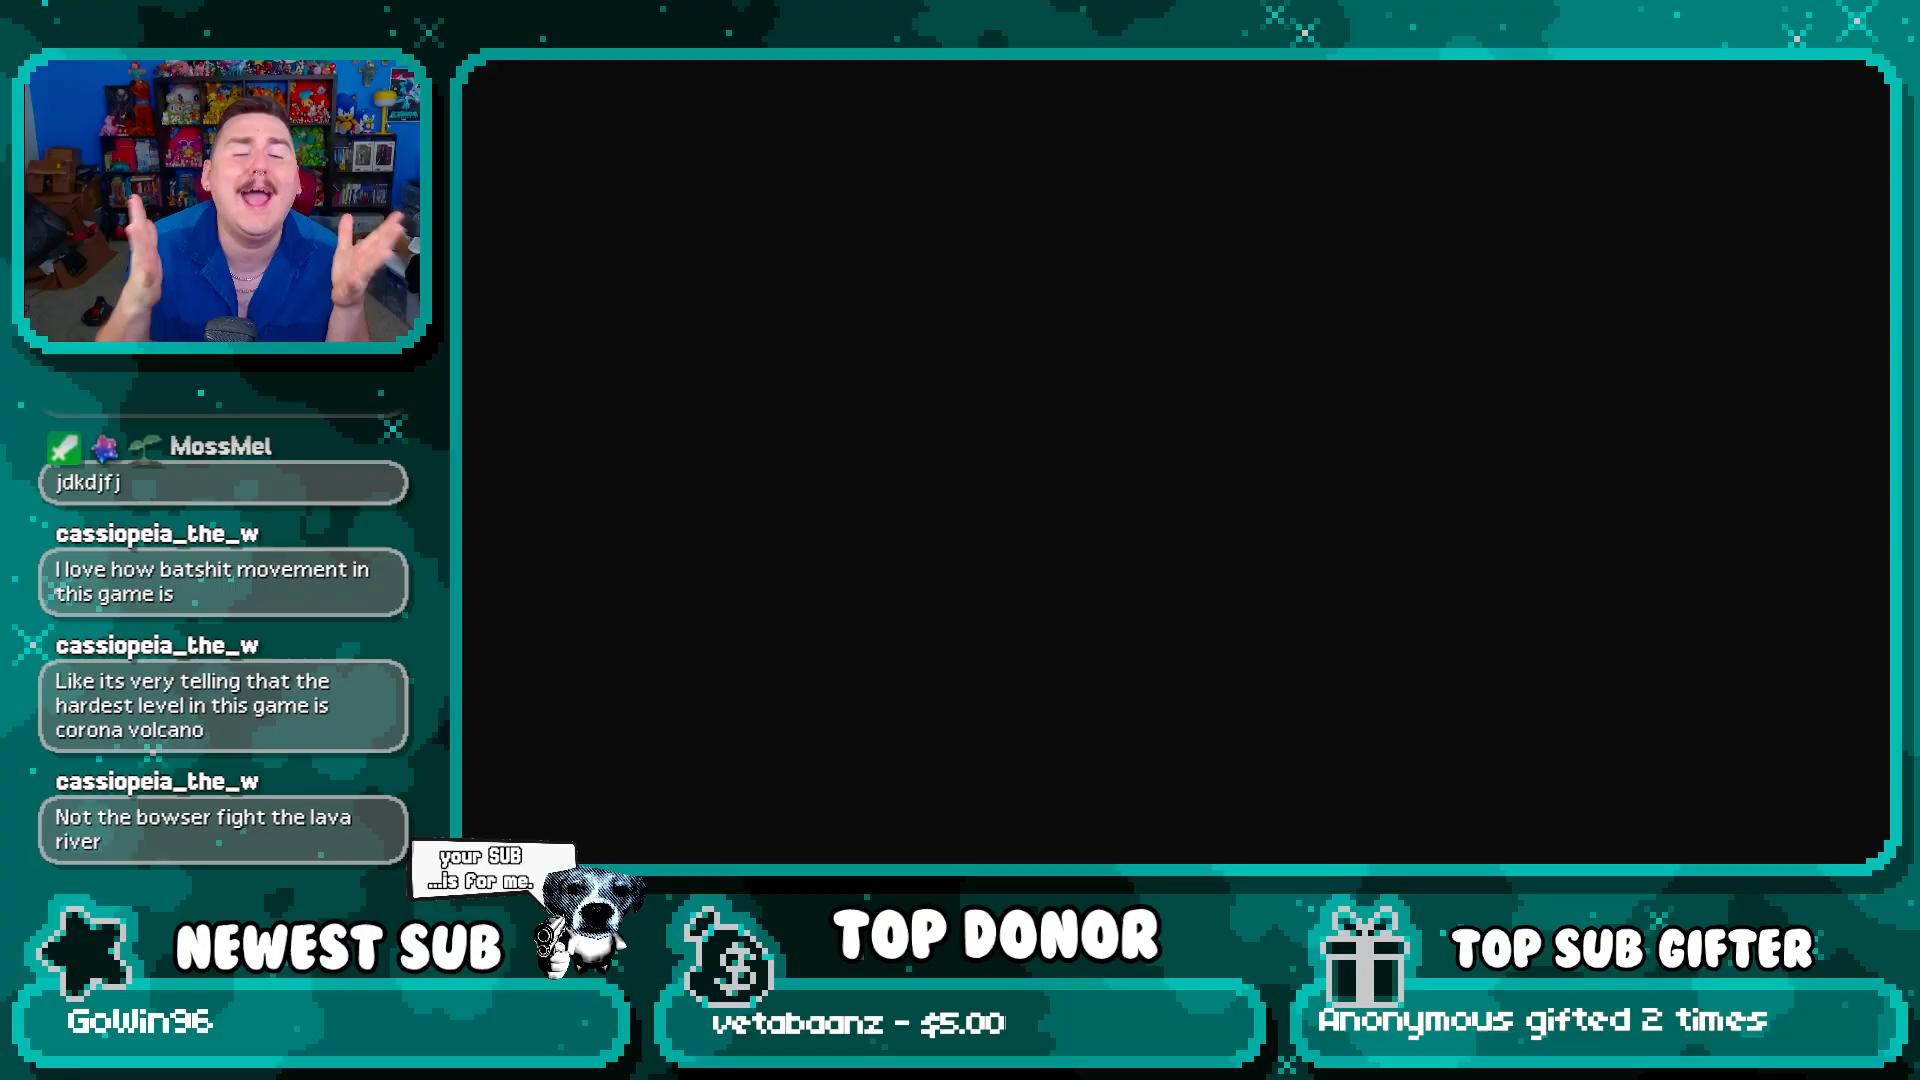 MossMel
jdkdjfj
cassiopeia_the_w
I love how batshit movement in
this game is
cassiopeia_the_w
Like its very telling that the
hardest level in this game is
corona volcano
cassiopeia_the_w
Not the bowser fight the lava
river
your SUB
...is for me.
NEWEST SUB
GoWin96
TOP DONOR
vetabaanz - $5.00
TOP SUB GIFTER
Anonymous gifted 2 times